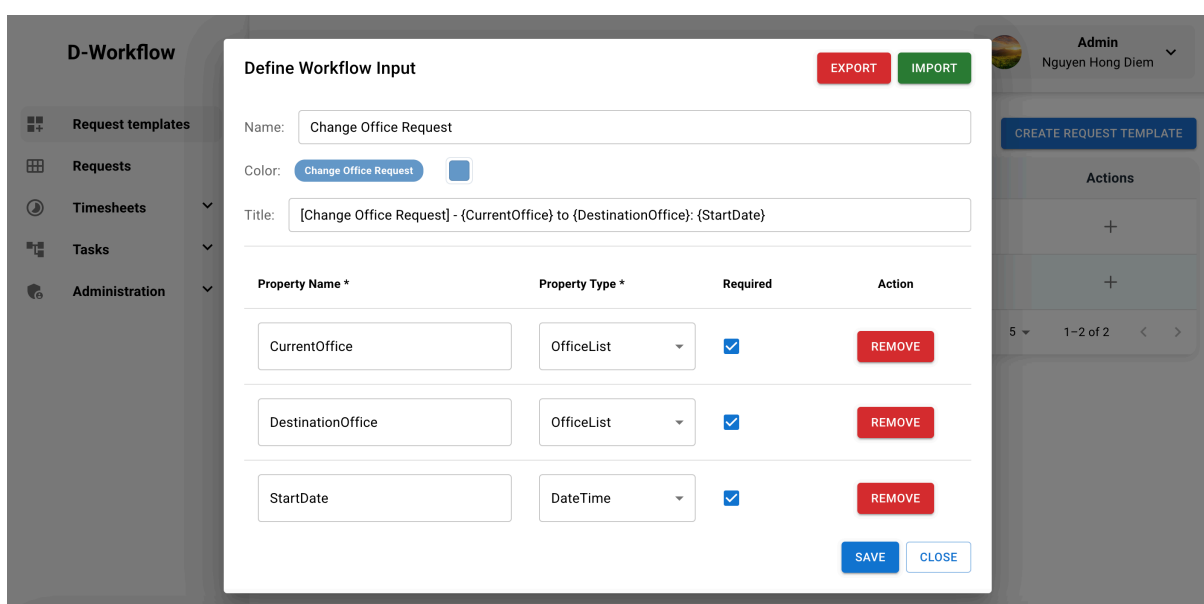 D-Workflow
Admin
Nguyen Hong Diem
Request templates
Requests
Timesheets
Tasks
Administration
CREATE REQUEST TEMPLATE
Actions
5
1–2 of 2
Define Workflow Input
EXPORT
IMPORT
Name:
Change Office Request
Color:
Change Office Request
Title:
[Change Office Request] - {CurrentOffice} to {DestinationOffice}: {StartDate}
Property Name *
Property Type *
Required
Action
CurrentOffice
OfficeList
REMOVE
DestinationOffice
OfficeList
REMOVE
StartDate
DateTime
REMOVE
SAVE
CLOSE